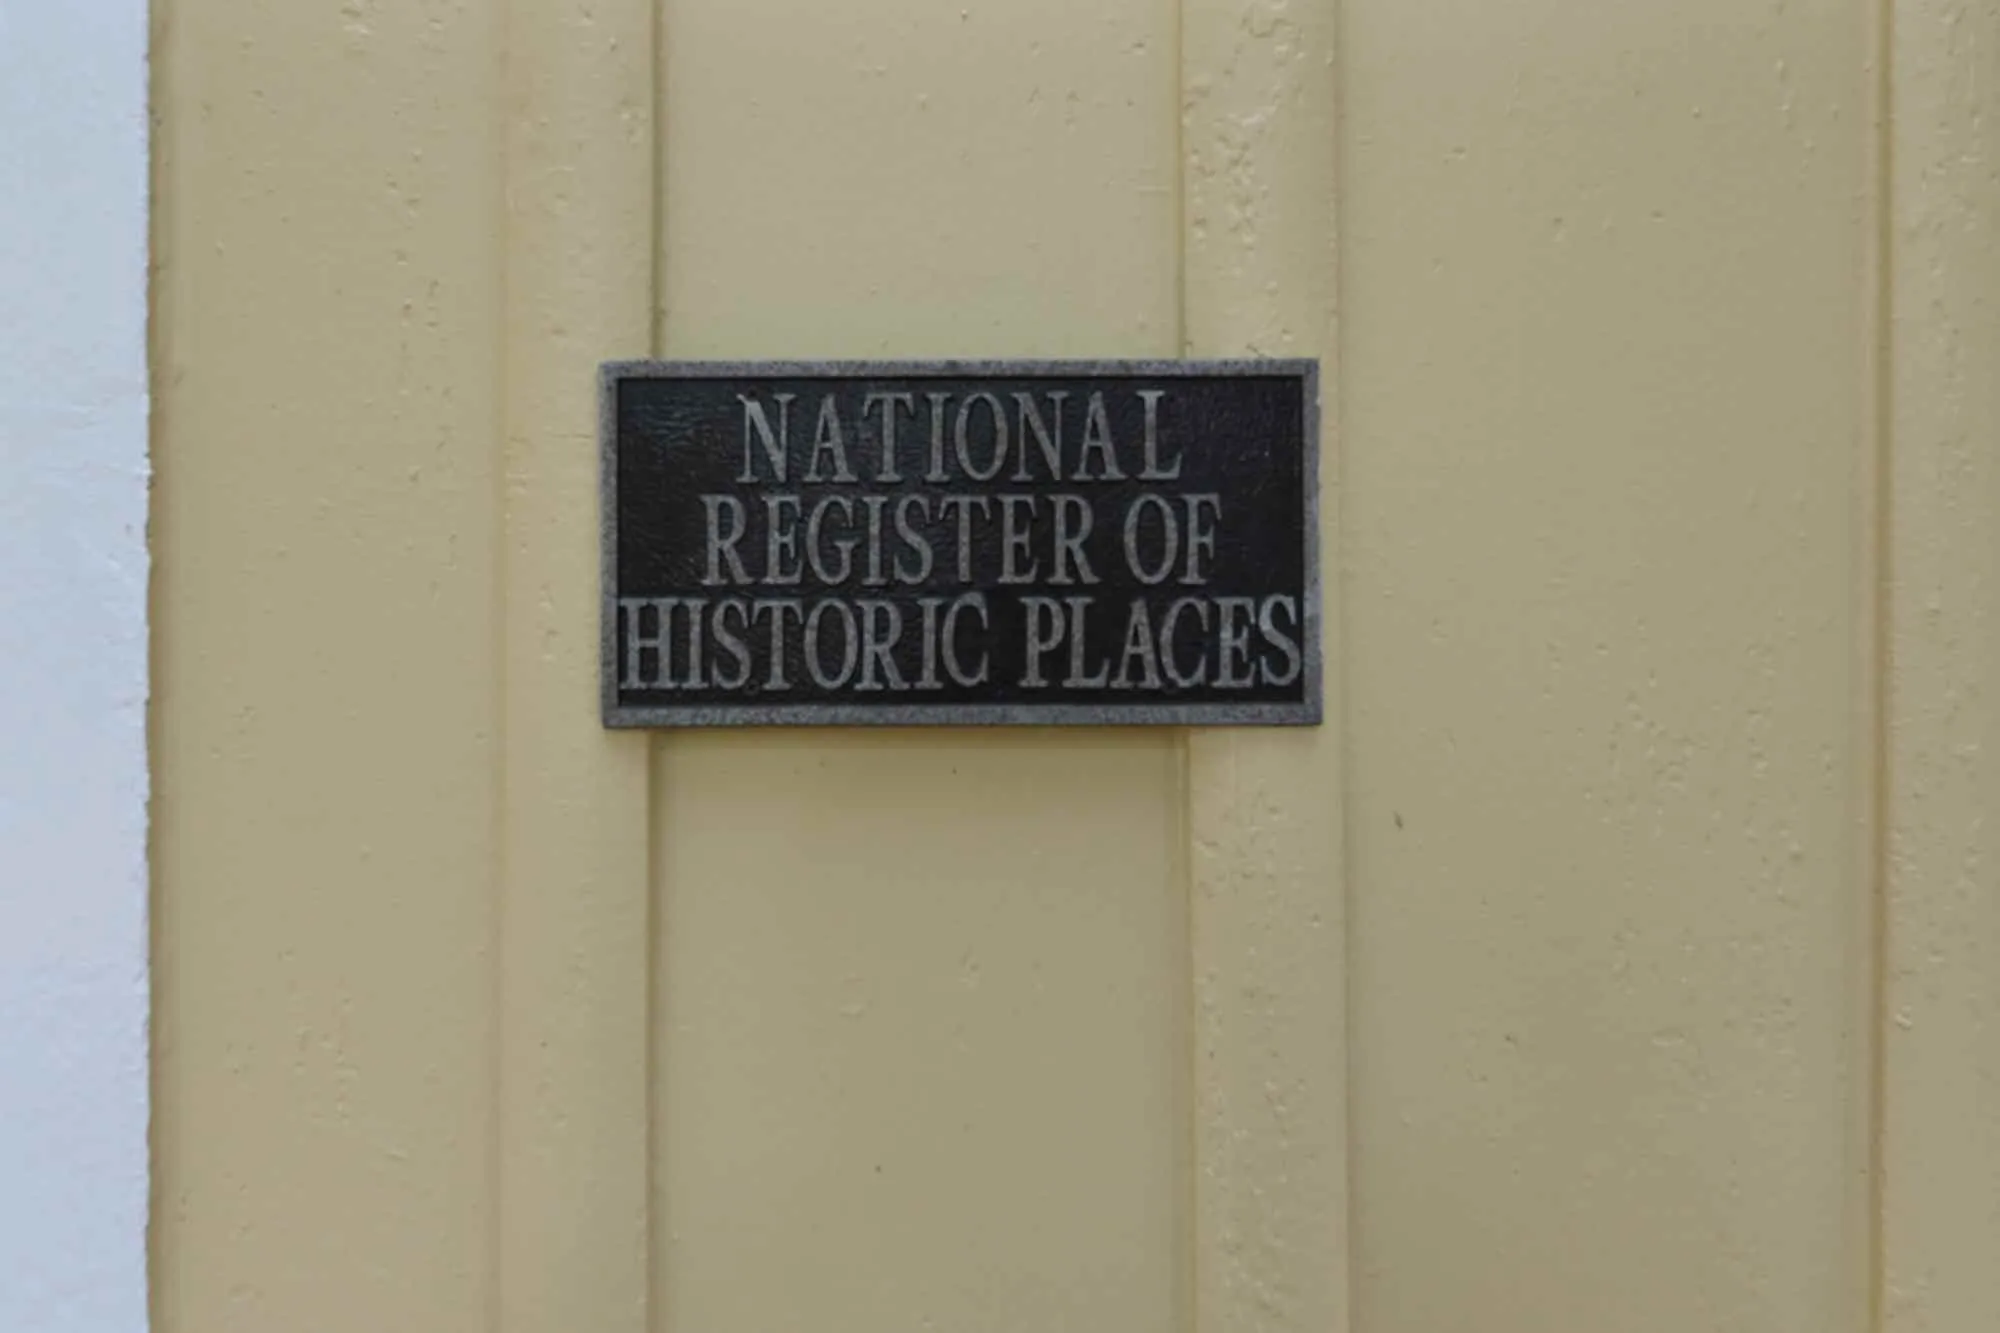 NATIONAL
REGISTER OF
HISTORIC PLACES